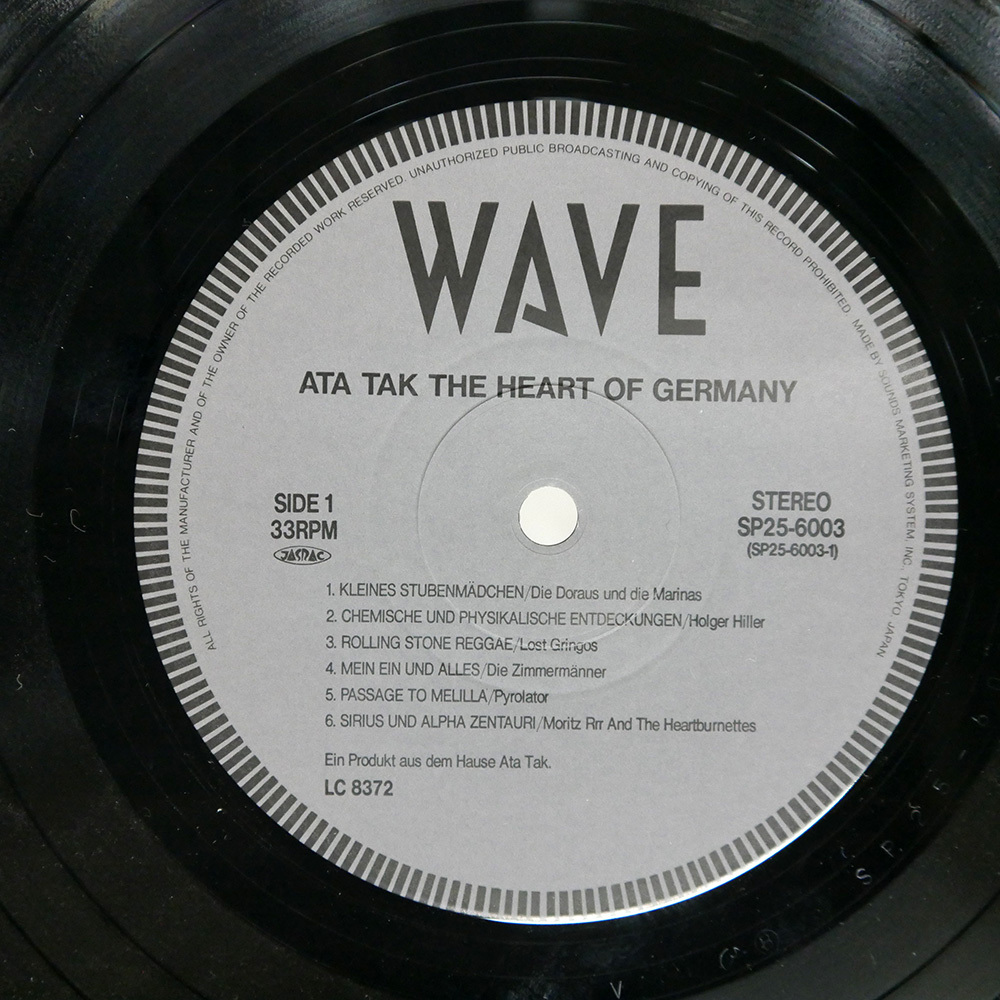 ALL RIGHTS OF THE MANUFACTURER AND OF THE OWNER OF THE RECORDED WORK RESERVED. UNAUTHORIZED PUBLIC BROADCASTING AND COPYING OF THIS RECORD PROHIBITED. MADE BY SOUNDS MARKETING SYSTEM, INC., TOKYO JAPAN
WAVE
ATA TAK THE HEART OF GERMANY
SIDE 1
33RPM
JASRAC
STEREO
SP25-6003
(SP25-6003-1)
1. KLEINES STUBENMÄDCHEN/Die Doraus und die Marinas
2. CHEMISCHE UND PHYSIKALISCHE ENTDECKUNGEN/Holger Hiller
3. ROLLING STONE REGGAE/Lost Gringos
4. MEIN EIN UND ALLES/Die Zimmermänner
5. PASSAGE TO MELILLA/Pyrolator
6. SIRIUS UND ALPHA ZENTAURI/Moritz Rrr And The Heartburnettes
Ein Produkt aus dem Hause Ata Tak.
LC 8372
S P